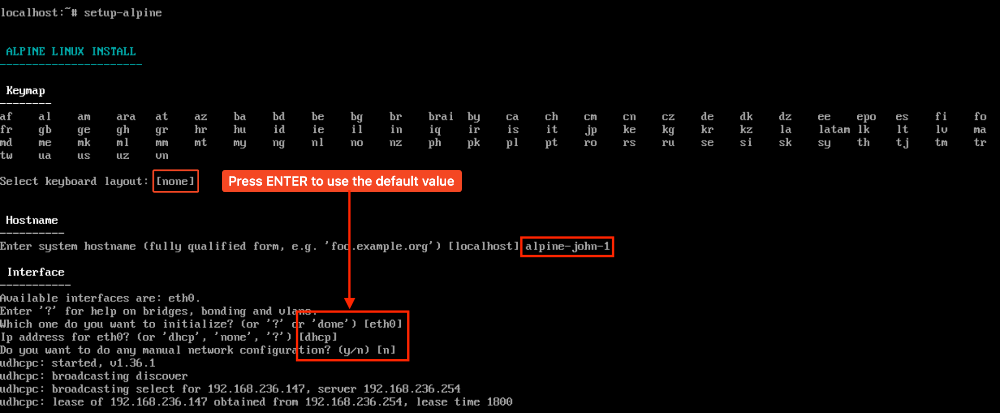 localhost:~# setup-alpine
ALPINE LINUX INSTALL
----------------------
Keymap
--------
af al am ara at az ba bd be bg br brai by ca ch cm cn cz de dk dz ee epo es fi fo
fr gb ge gh gr hr hu id ie il in iq ir is it jp ke kg kr kz la latam lk lt lv ma
md me mk ml mm mt my ng nl no nz ph pk pl pt ro rs ru se si sk sy th tj tm tr
tw ua us uz vn
Select keyboard layout: [none]
Press ENTER to use the default value
Hostname
----------
Enter system hostname (fully qualified form, e.g. 'foo.example.org') [localhost] alpine-john-1
Interface
-----------
Available interfaces are: eth0.
Enter '?' for help on bridges, bonding and vlans.
Which one do you want to initialize? (or '?' or 'done') [eth0]
Ip address for eth0? (or 'dhcp', 'none', '?') [dhcp]
Do you want to do any manual network configuration? (y/n) [n]
udhcpc: started, v1.36.1
udhcpc: broadcasting discover
udhcpc: broadcasting select for 192.168.236.147, server 192.168.236.254
udhcpc: lease of 192.168.236.147 obtained from 192.168.236.254, lease time 1800